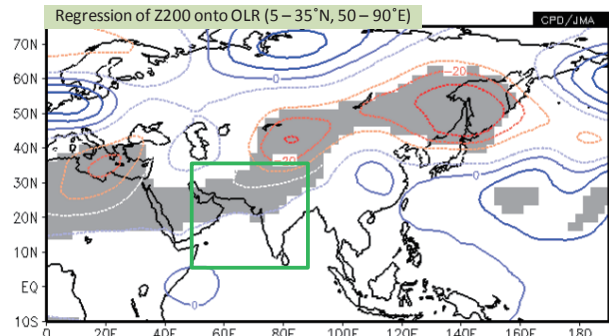 Regression of Z200 onto OLR (5 – 35˚N, 50 – 90˚E)
CPD/JMA
70N
60N
50N
40N
30N
20N
10N
EQ
10S
0
-20
-20
0
0
0
0 20E 40E 60E 80E 100E 120E 140E 160E 180